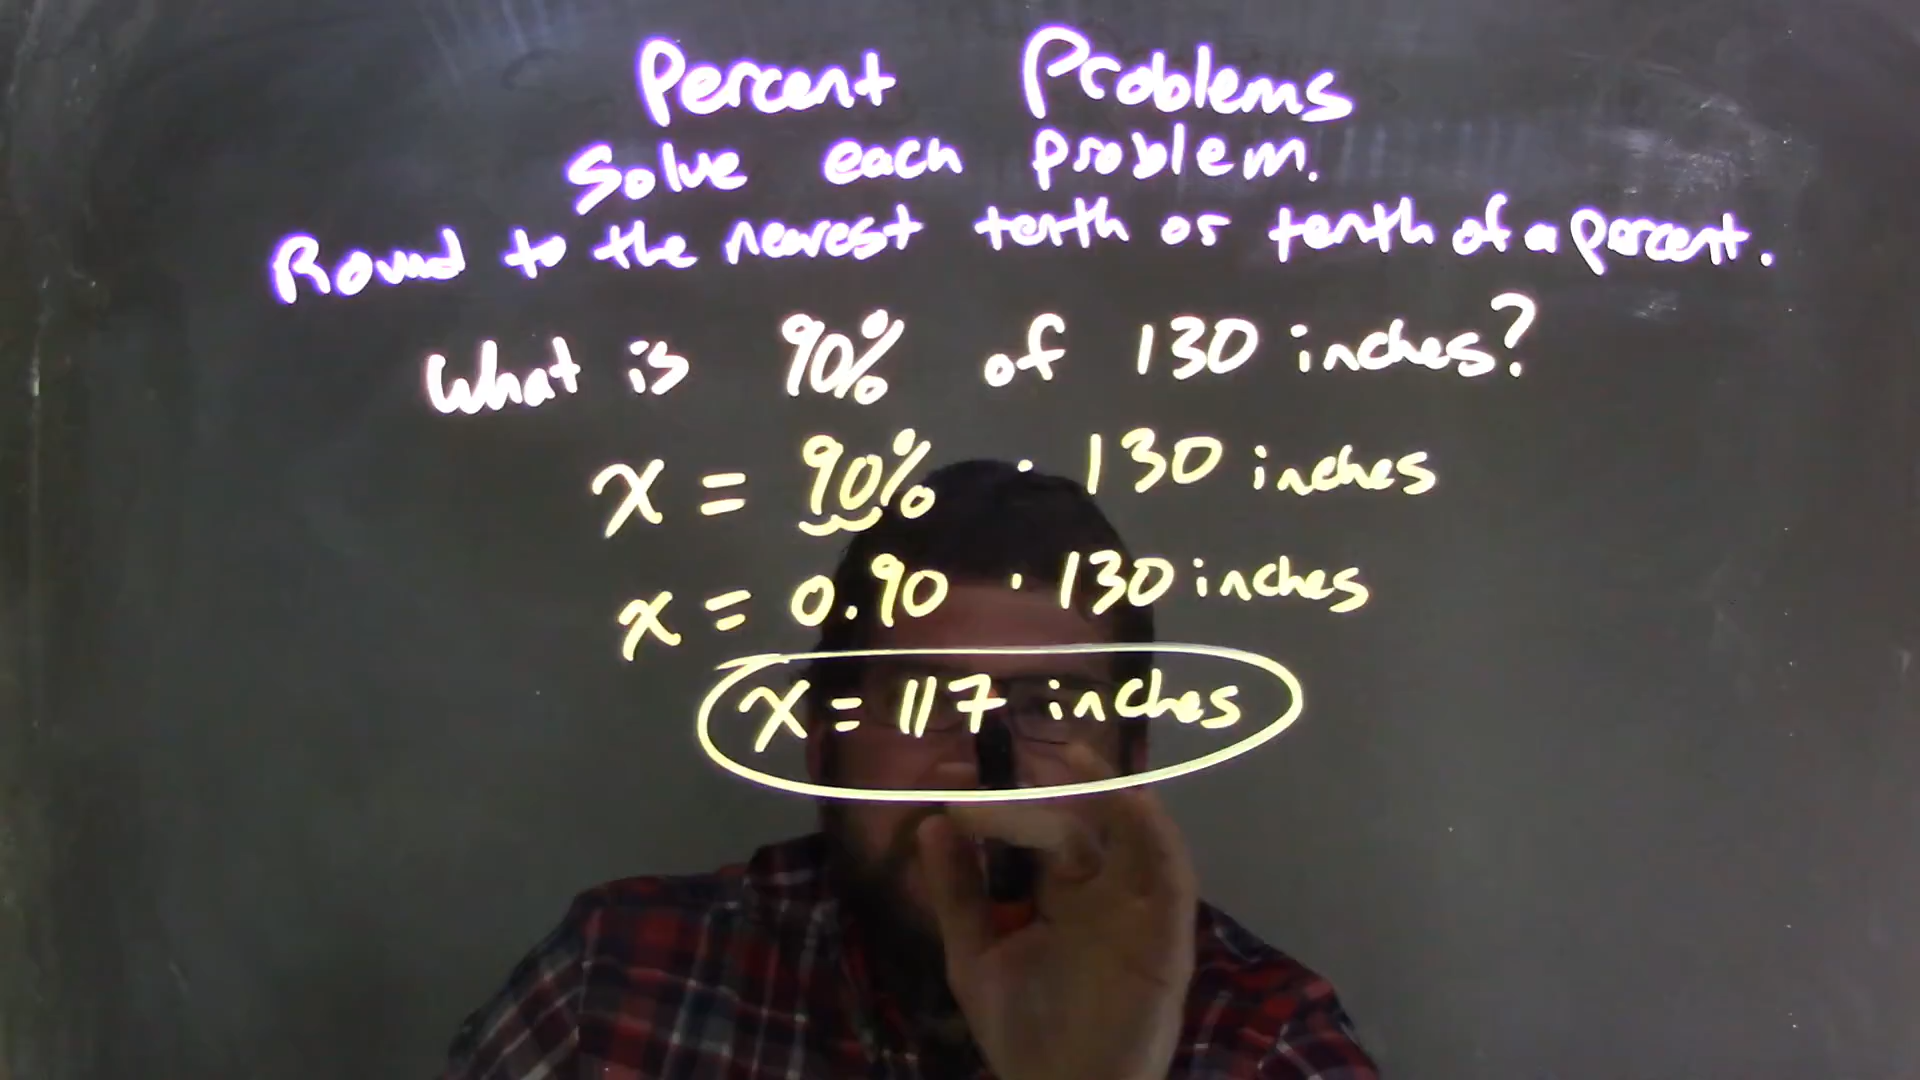 Percent Problems
Solve each problem.
Round to the nearest tenth or tenth of a percent.
What is 90% of 130 inches?
x = 90% · 130 inches
x = 0.90 · 130 inches
x = 117 inches